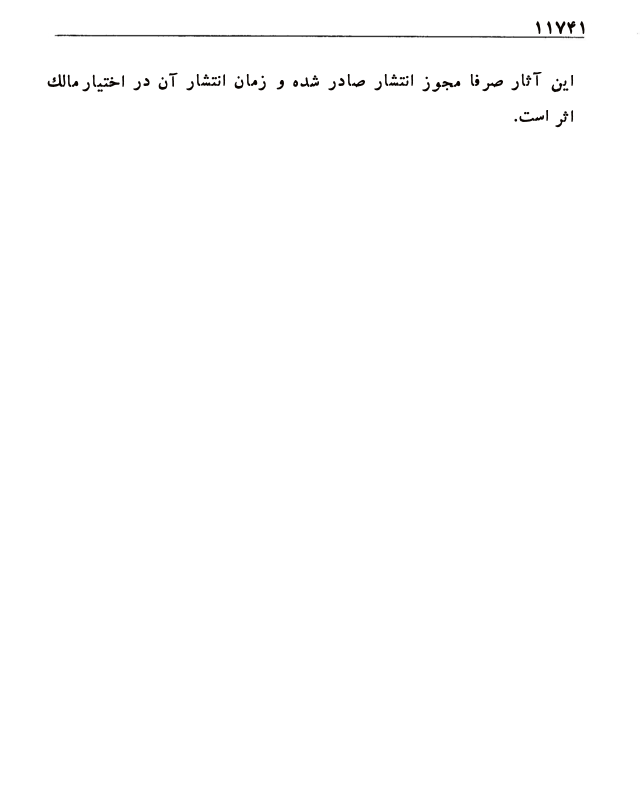 ۱۱۷۴۱
این آثار صرفا مجوز انتشار صادر شده و زمان انتشار آن در اختیار مالك
اثر است.